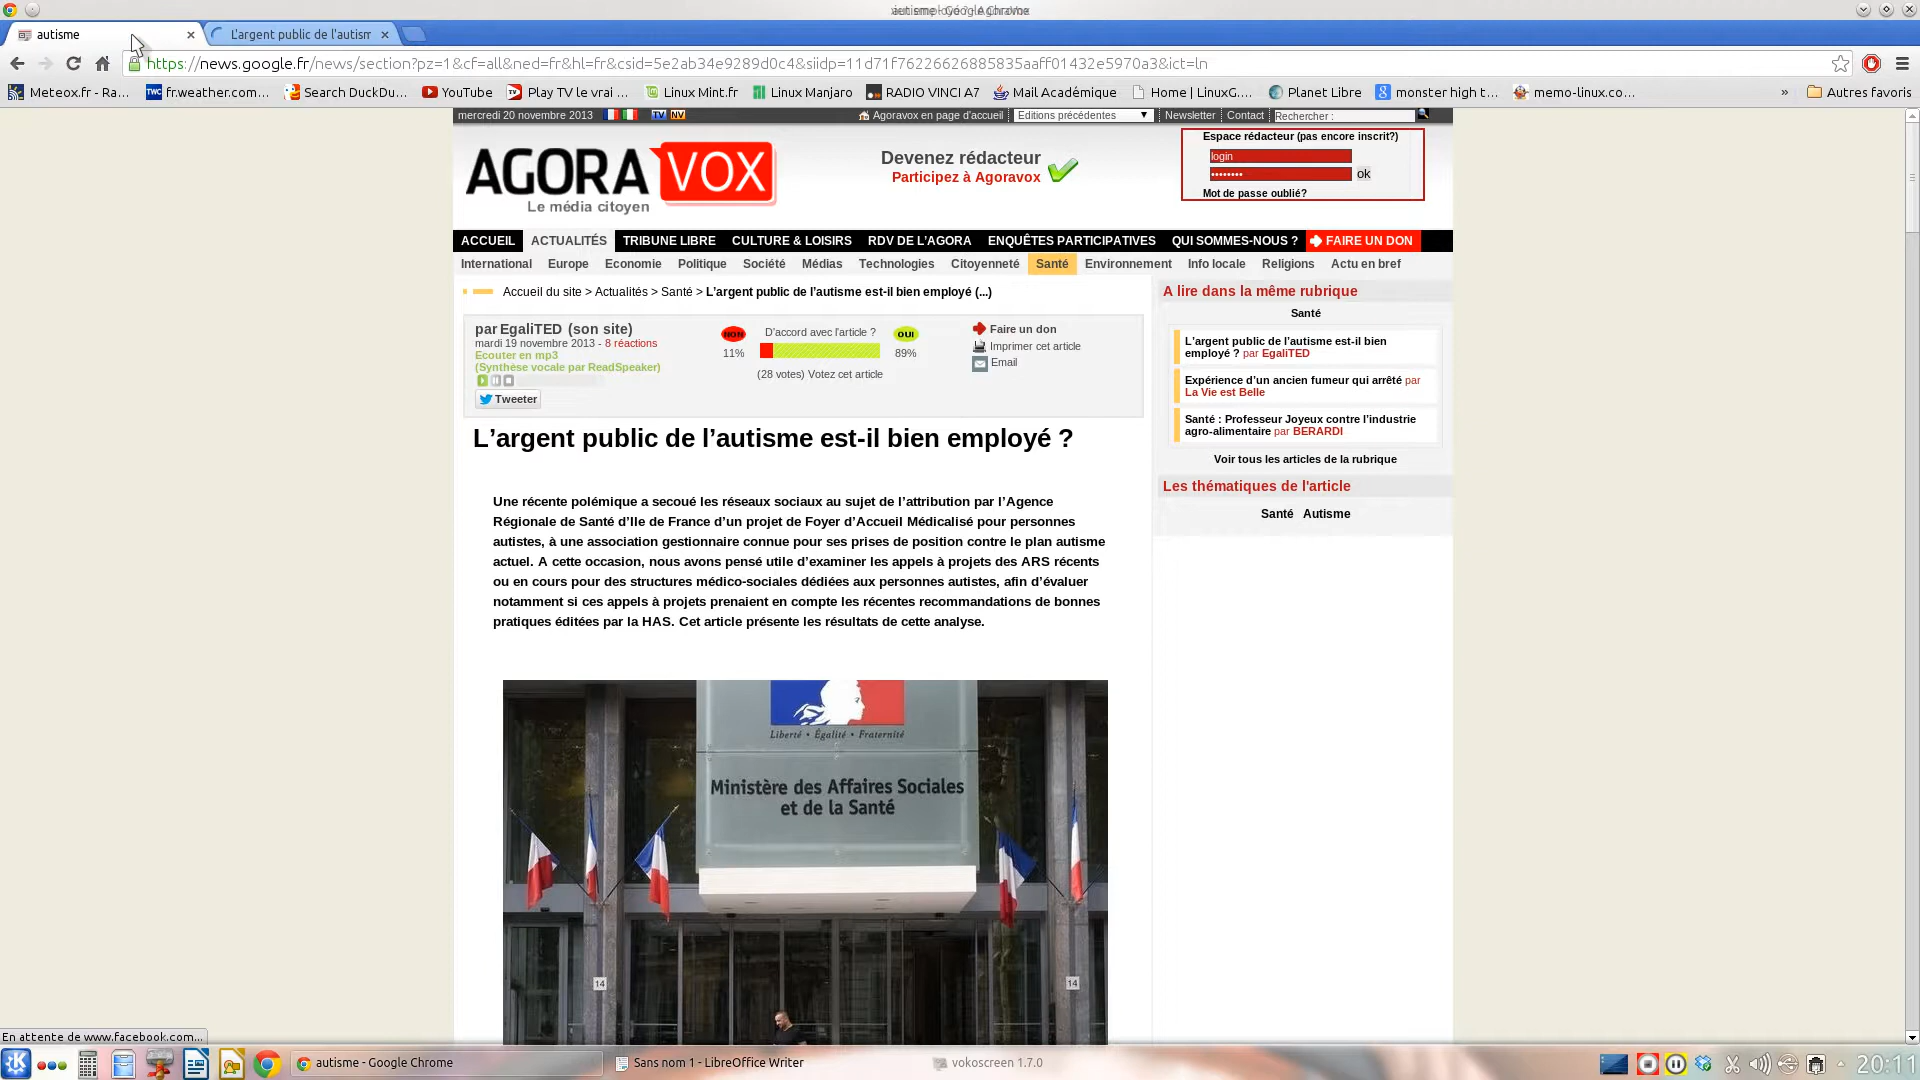 autisme
L'argent public de l'autism
https://news.google.fr/news/section?pz=1&cf=all&ned=fr&hl=fr&csid=5e2ab34e9289d0c4&siidp=11d71f76226626885835aaff01432e5970a3&ict=ln
Meteox.fr - Ra... fr.weather.com... Search DuckDu... YouTube Play TV le vrai ... Linux Mint.fr Linux Manjaro RADIO VINCI A7 Mail Académique Home | LinuxG.... Planet Libre monster high t... memo-linux.co... » Autres favoris
mercredi 20 novembre 2013 TV NV Agoravox en page d'accueil Editions précédentes Newsletter Contact Rechercher :
AGORA VOX
Le média citoyen
Devenez rédacteur
Participez à Agoravox
Espace rédacteur (pas encore inscrit?)
login
•••••••• ok
Mot de passe oublié?
ACCUEIL ACTUALITÉS TRIBUNE LIBRE CULTURE & LOISIRS RDV DE L'AGORA ENQUÊTES PARTICIPATIVES QUI SOMMES-NOUS ? FAIRE UN DON
International Europe Economie Politique Société Médias Technologies Citoyenneté Santé Environnement Info locale Religions Actu en bref
Accueil du site > Actualités > Santé > L'argent public de l'autisme est-il bien employé (...)
par EgaliTED (son site)
mardi 19 novembre 2013 - 8 réactions
Ecouter en mp3
(Synthèse vocale par ReadSpeaker)
Tweeter
NON D'accord avec l'article ? OUI
11% 89%
(28 votes) Votez cet article
Faire un don
Imprimer cet article
Email
L'argent public de l'autisme est-il bien employé ?
Une récente polémique a secoué les réseaux sociaux au sujet de l'attribution par l'Agence
Régionale de Santé d'Ile de France d'un projet de Foyer d'Accueil Médicalisé pour personnes
autistes, à une association gestionnaire connue pour ses prises de position contre le plan autisme
actuel. A cette occasion, nous avons pensé utile d'examiner les appels à projets des ARS récents
ou en cours pour des structures médico-sociales dédiées aux personnes autistes, afin d'évaluer
notamment si ces appels à projets prenaient en compte les récentes recommandations de bonnes
pratiques éditées par la HAS. Cet article présente les résultats de cette analyse.
Liberté • Égalité • Fraternité
Ministère des Affaires Sociales
et de la Santé
14 14
A lire dans la même rubrique
Santé
L'argent public de l'autisme est-il bien
employé ? par EgaliTED
Expérience d'un ancien fumeur qui arrêté par
La Vie est Belle
Santé : Professeur Joyeux contre l'industrie
agro-alimentaire par BERARDI
Voir tous les articles de la rubrique
Les thématiques de l'article
Santé Autisme
En attente de www.facebook.com...
autisme - Google Chrome Sans nom 1 - LibreOffice Writer vokoscreen 1.7.0 20:11